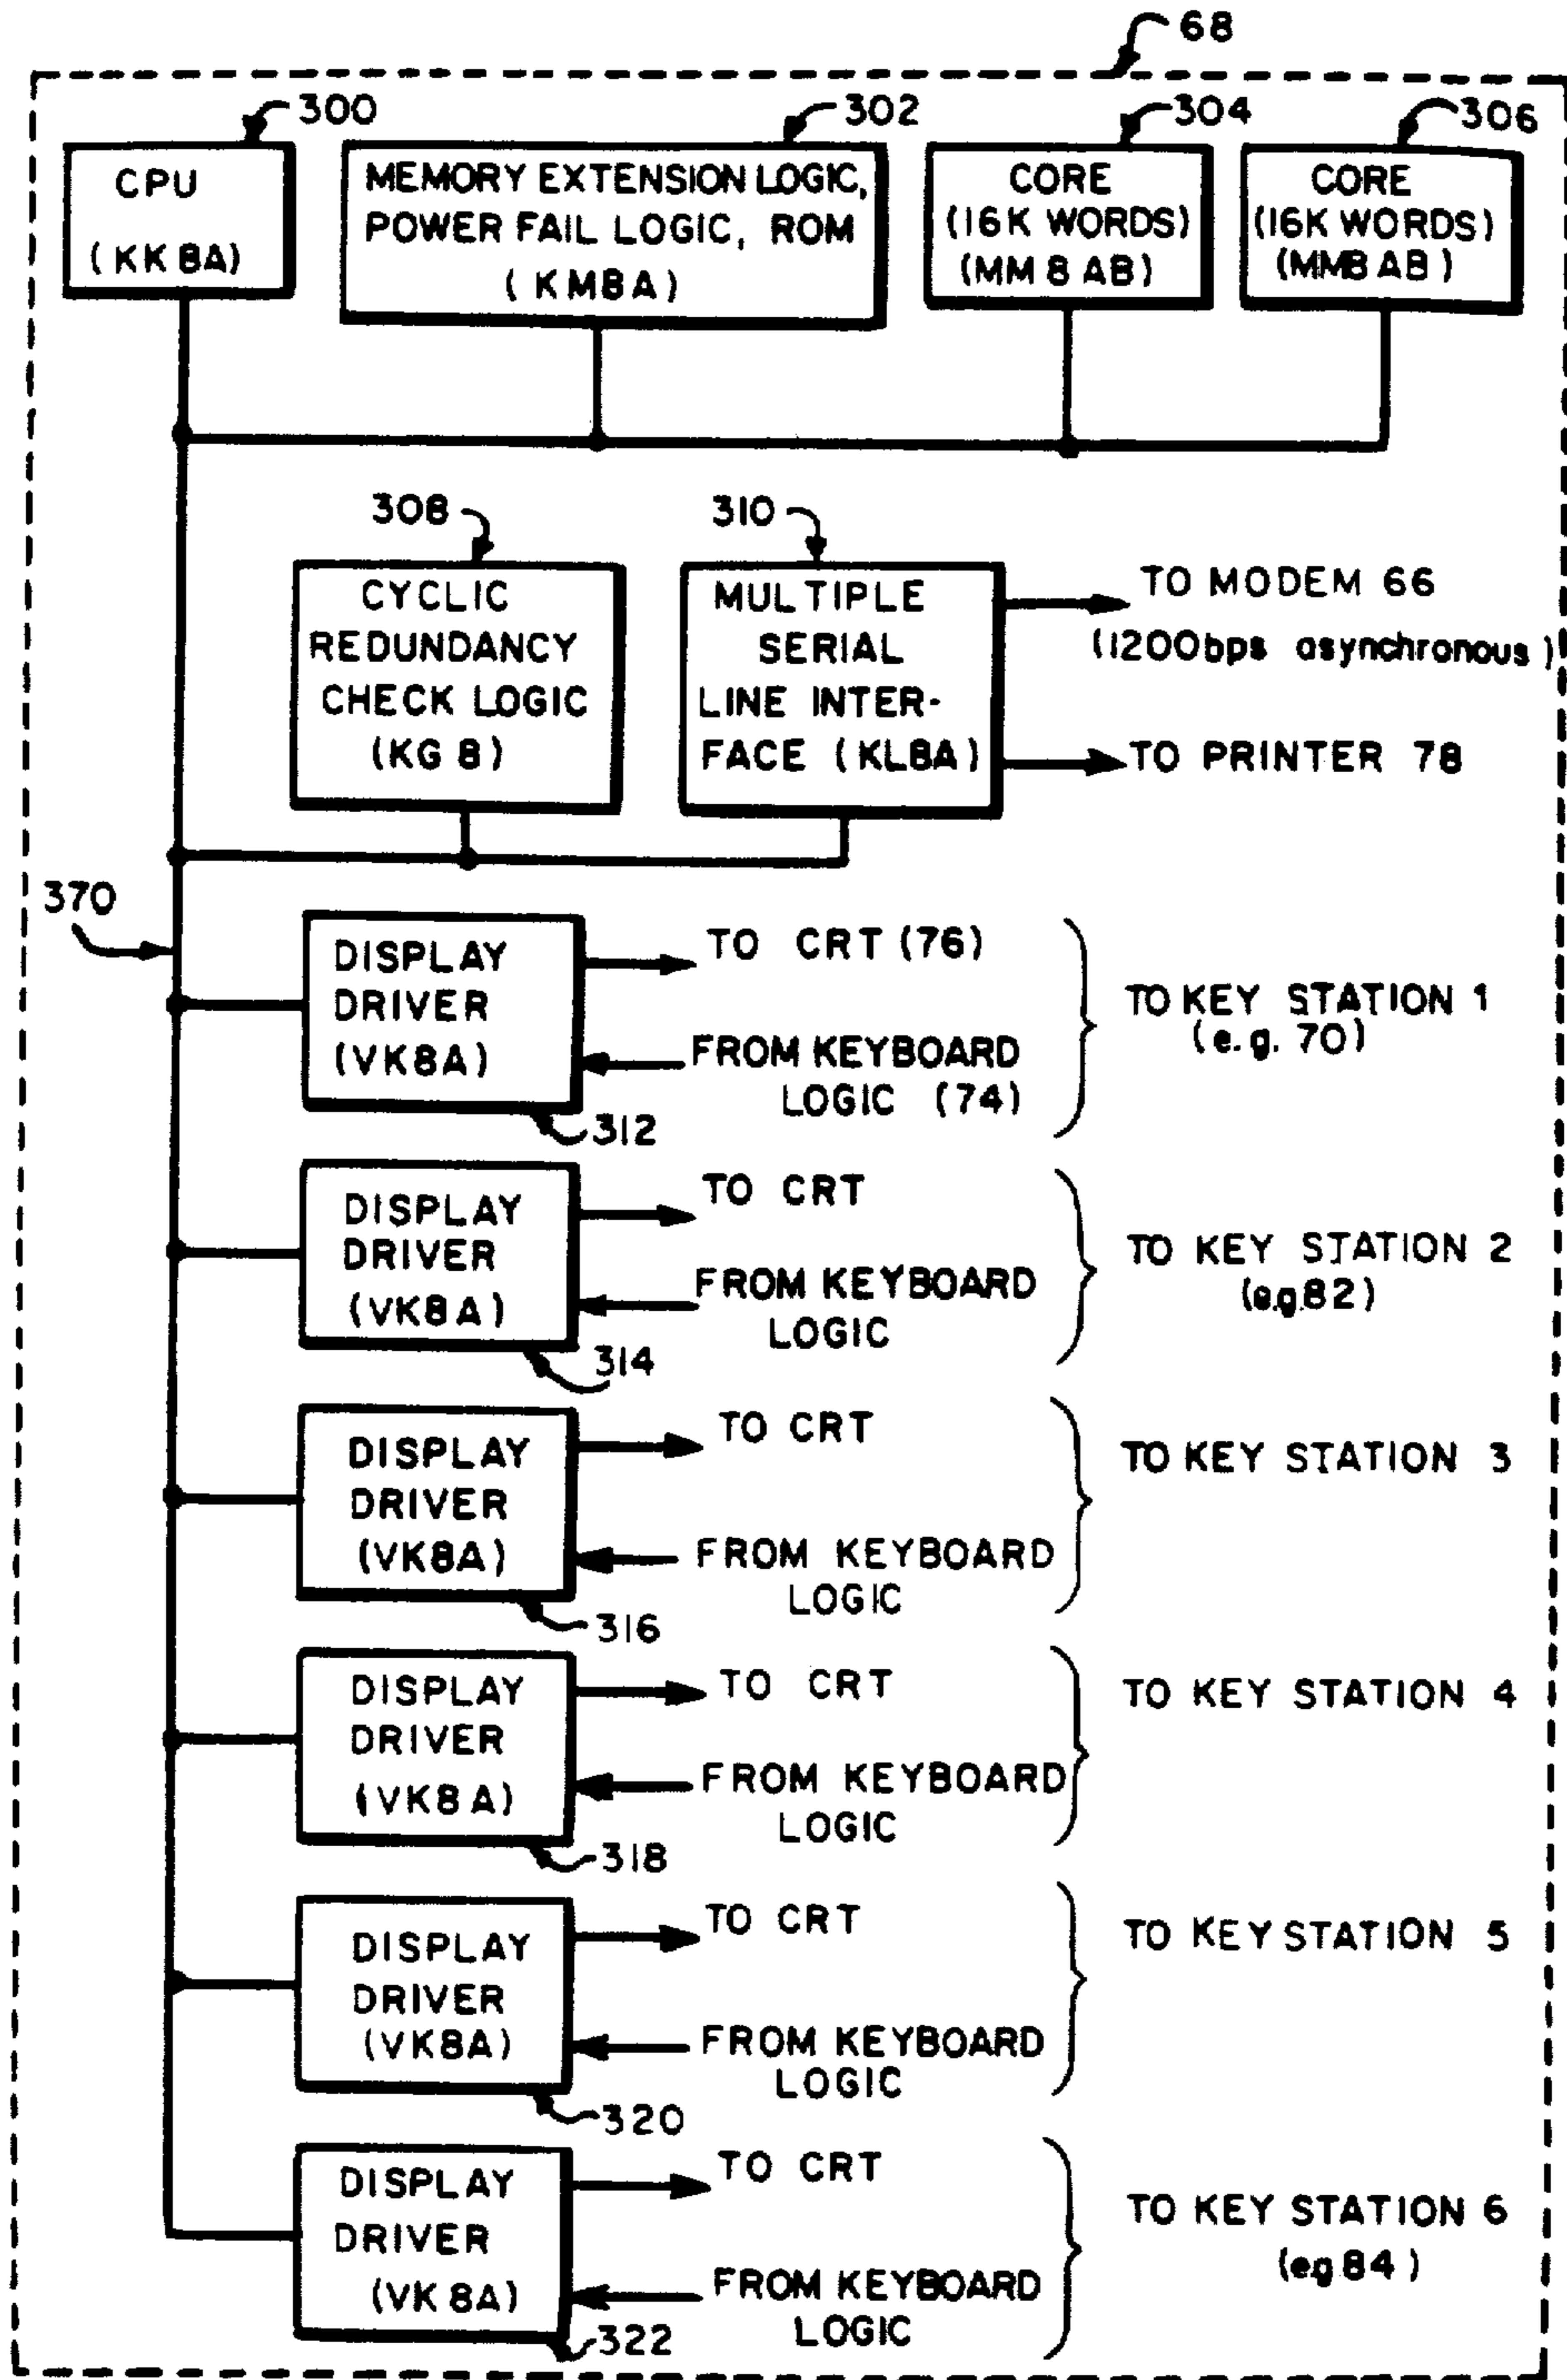 68
300
302
304
306
CPU
(KK8A)
MEMORY EXTENSION LOGIC,
POWER FAIL LOGIC, ROM
(KM8A)
CORE
(16K WORDS)
(MM8AB)
CORE
(16K WORDS)
(MM8AB)
308
310
CYCLIC
REDUNDANCY
CHECK LOGIC
(KG8)
MULTIPLE
SERIAL
LINE INTER-
FACE (KL8A)
TO MODEM 66
(1200bps asynchronous)
TO PRINTER 78
370
DISPLAY
DRIVER
(VK8A)
312
TO CRT (76)
FROM KEYBOARD
LOGIC (74)
TO KEY STATION 1
(e.g. 70)
DISPLAY
DRIVER
(VK8A)
314
TO CRT
FROM KEYBOARD
LOGIC
TO KEY STATION 2
(e.g.82)
DISPLAY
DRIVER
(VK8A)
316
TO CRT
FROM KEYBOARD
LOGIC
TO KEY STATION 3
DISPLAY
DRIVER
(VK8A)
318
TO CRT
FROM KEYBOARD
LOGIC
TO KEY STATION 4
DISPLAY
DRIVER
(VK8A)
320
TO CRT
FROM KEYBOARD
LOGIC
TO KEY STATION 5
DISPLAY
DRIVER
(VK8A)
322
TO CRT
FROM KEYBOARD
LOGIC
TO KEY STATION 6
(e.g 84)